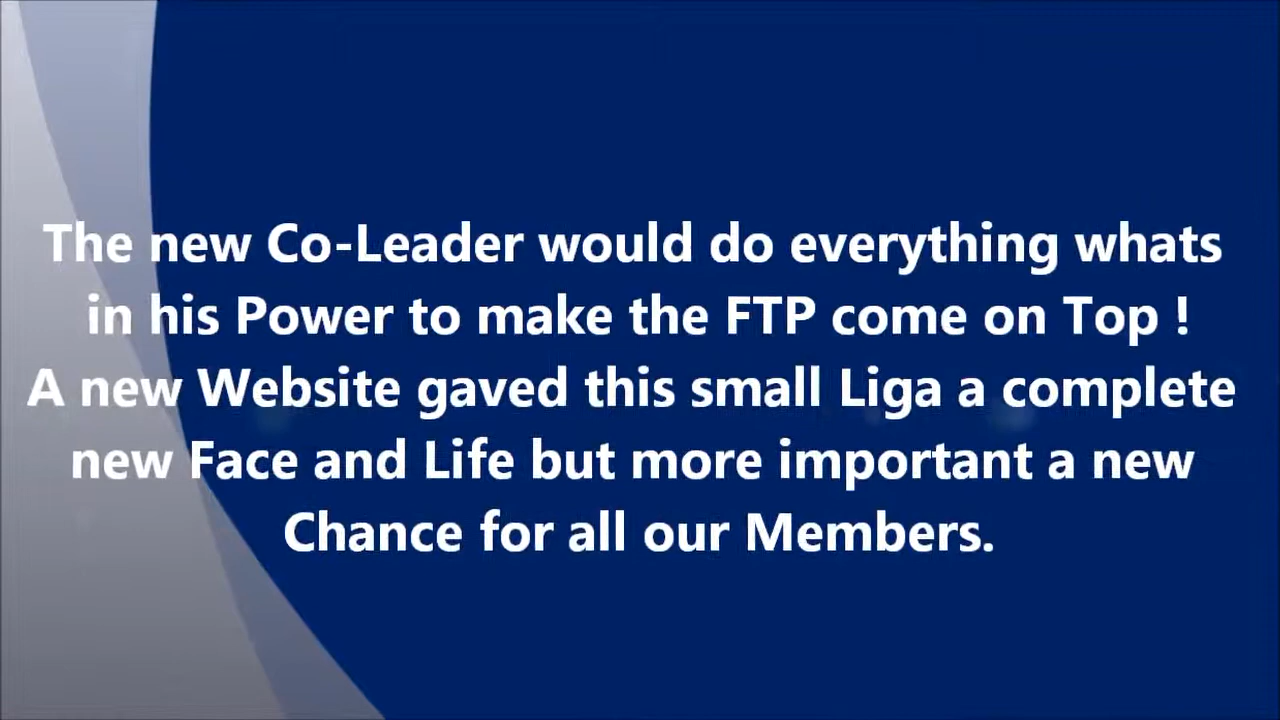 The new Co-Leader would do everything whats
in his Power to make the FTP come on Top !
A new Website gaved this small Liga a complete
new Face and Life but more important a new
Chance for all our Members.